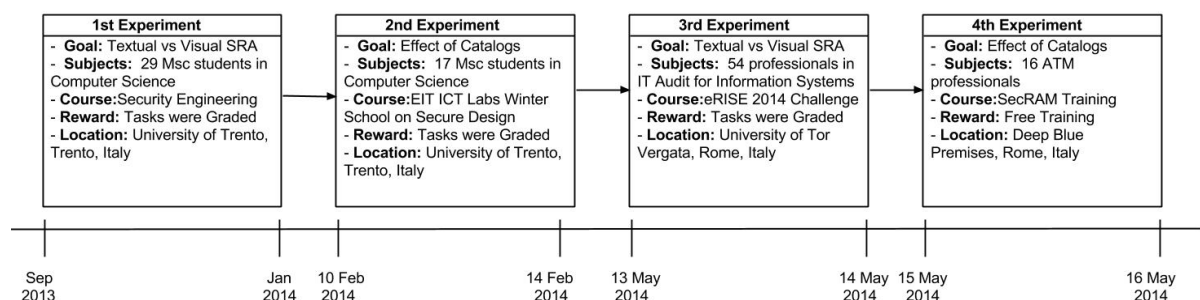 1st Experiment
- Goal: Textual vs Visual SRA
- Subjects: 29 Msc students in
Computer Science
- Course:Security Engineering
- Reward: Tasks were Graded
- Location: University of Trento,
Trento, Italy
2nd Experiment
- Goal: Effect of Catalogs
- Subjects: 17 Msc students in
Computer Science
- Course:EIT ICT Labs Winter
School on Secure Design
- Reward: Tasks were Graded
- Location: University of Trento,
Trento, Italy
3rd Experiment
- Goal: Textual vs Visual SRA
- Subjects: 54 professionals in
IT Audit for Information Systems
- Course:eRISE 2014 Challenge
- Reward: Tasks were Graded
- Location: University of Tor
Vergata, Rome, Italy
4th Experiment
- Goal: Effect of Catalogs
- Subjects: 16 ATM
professionals
- Course:SecRAM Training
- Reward: Free Training
- Location: Deep Blue
Premises, Rome, Italy
Sep
2013
Jan
2014
10 Feb
2014
14 Feb
2014
13 May
2014
14 May
2014
15 May
2014
16 May
2014